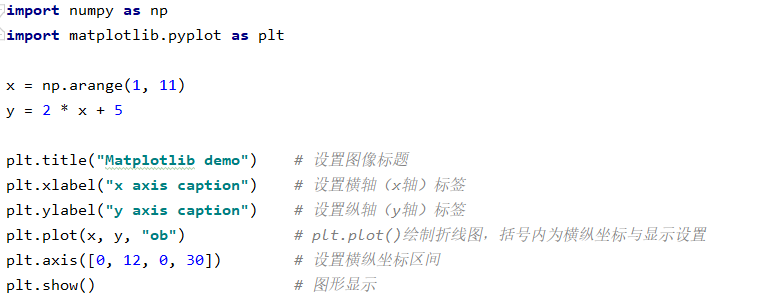 import numpy as np
import matplotlib.pyplot as plt
x = np.arange(1, 11)
y = 2 * x + 5
plt.title("Matplotlib demo")    # 设置图像标题
plt.xlabel("x axis caption")    # 设置横轴（x轴）标签
plt.ylabel("y axis caption")    # 设置纵轴（y轴）标签
plt.plot(x, y, "ob")            # plt.plot()绘制折线图，括号内为横纵坐标与显示设置
plt.axis([0, 12, 0, 30])        # 设置横纵坐标区间
plt.show()                      # 图形显示